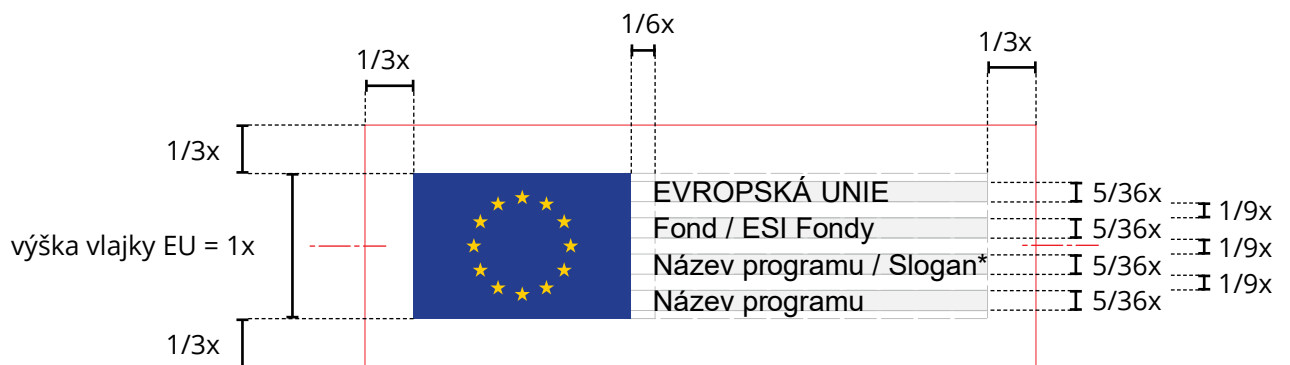 1/6x
1/3x
1/3x
1/3x
EVROPSKÁ UNIE
5/36x
1/9x
Fond / ESI Fondy
5/36x
výška vlajky EU = 1x
1/9x
Název programu / Slogan*
5/36x
1/9x
Název programu
5/36x
1/3x